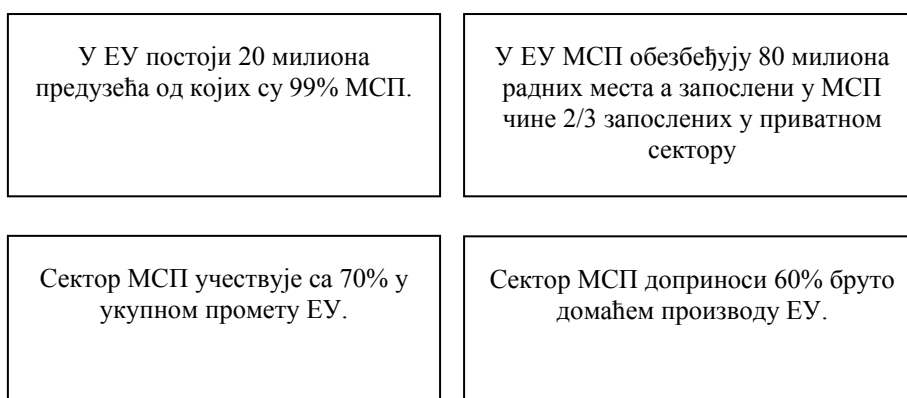 У ЕУ постоји 20 милиона
предузећа од којих су 99% МСП.
У ЕУ МСП обезбеђују 80 милиона
радних места а запослени у МСП
чине 2/3 запослених у приватном
сектору
Сектор МСП учествује са 70% у
укупном промету ЕУ.
Сектор МСП доприноси 60% бруто
домаћем производу ЕУ.